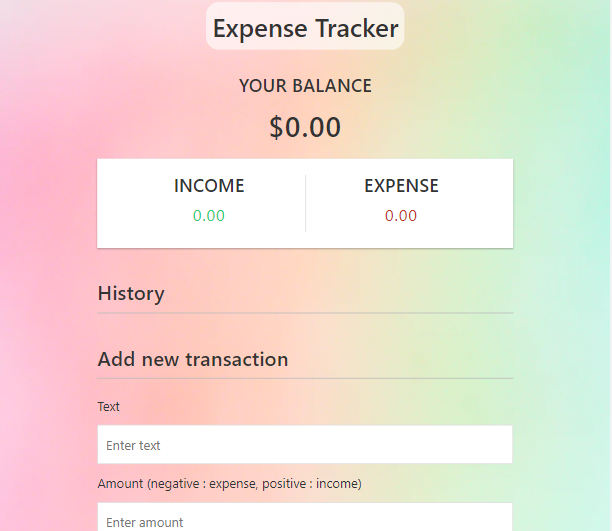 Expense Tracker
YOUR BALANCE
$0.00
INCOME EXPENSE
0.00 0.00
History
Add new transaction
Text
Enter text
Amount (negative : expense, positive : income)
Enter amount